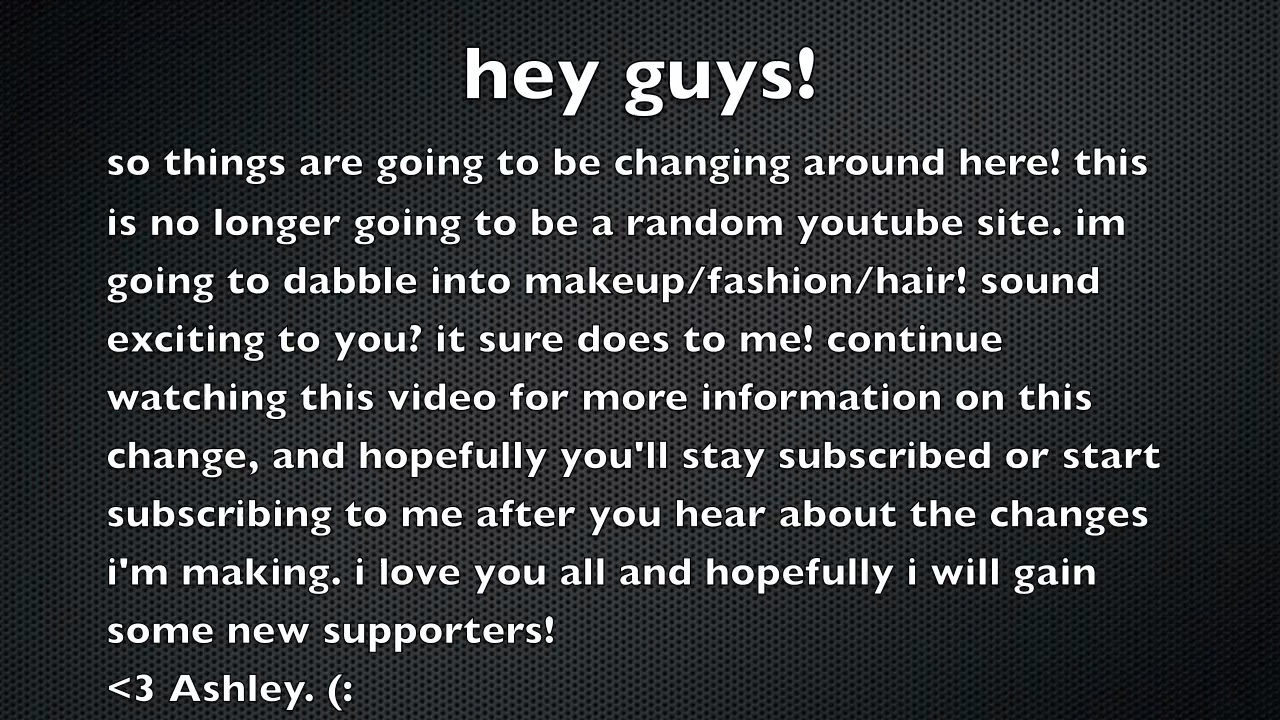 hey guys!
so things are going to be changing around here! this
is no longer going to be a random youtube site. im
going to dabble into makeup/fashion/hair! sound
exciting to you? it sure does to me! continue
watching this video for more information on this
change, and hopefully you'll stay subscribed or start
subscribing to me after you hear about the changes
i'm making. i love you all and hopefully i will gain
some new supporters!
<3 Ashley. (: